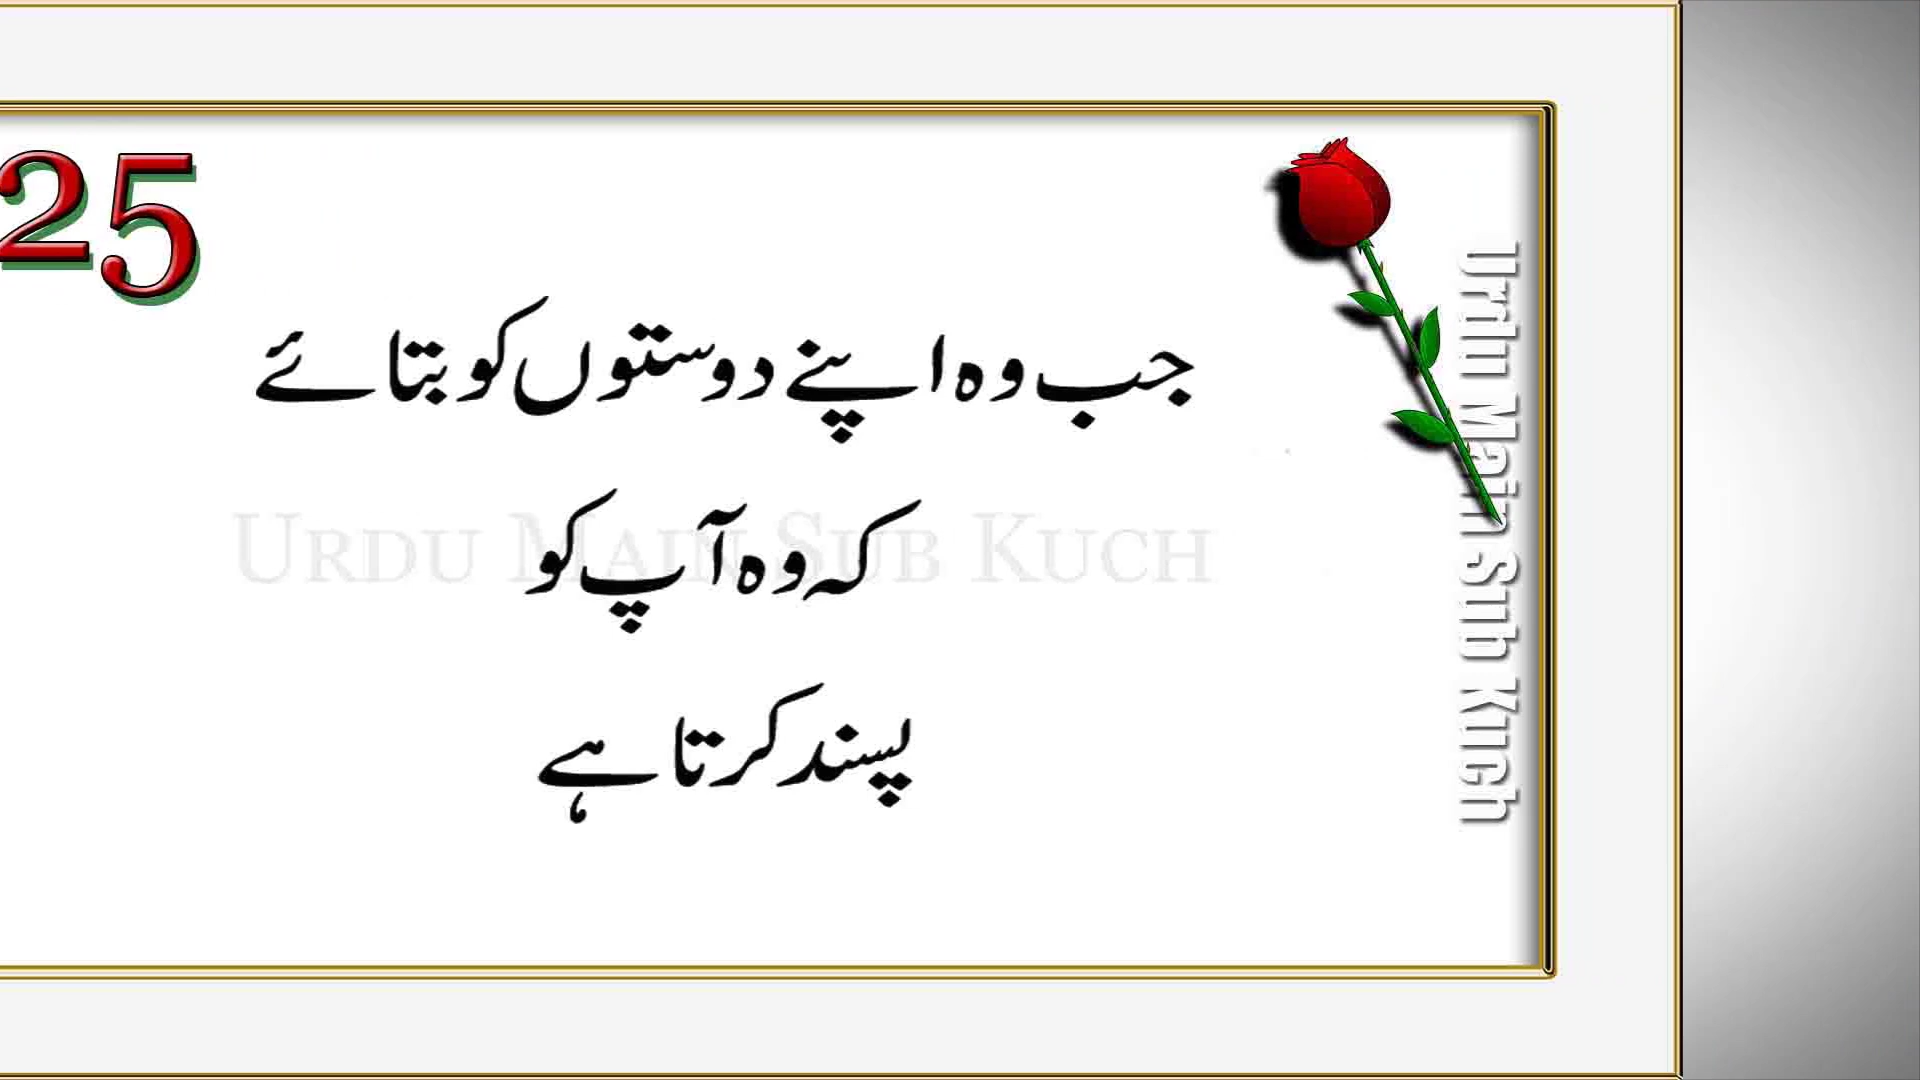 25
جب وہ اپنے دوستوں کو بتائے
کہ وہ آپ کو
پسند کرتا ہے
Urdu Main Sub Kuch
Urdu Main Sub Kuch